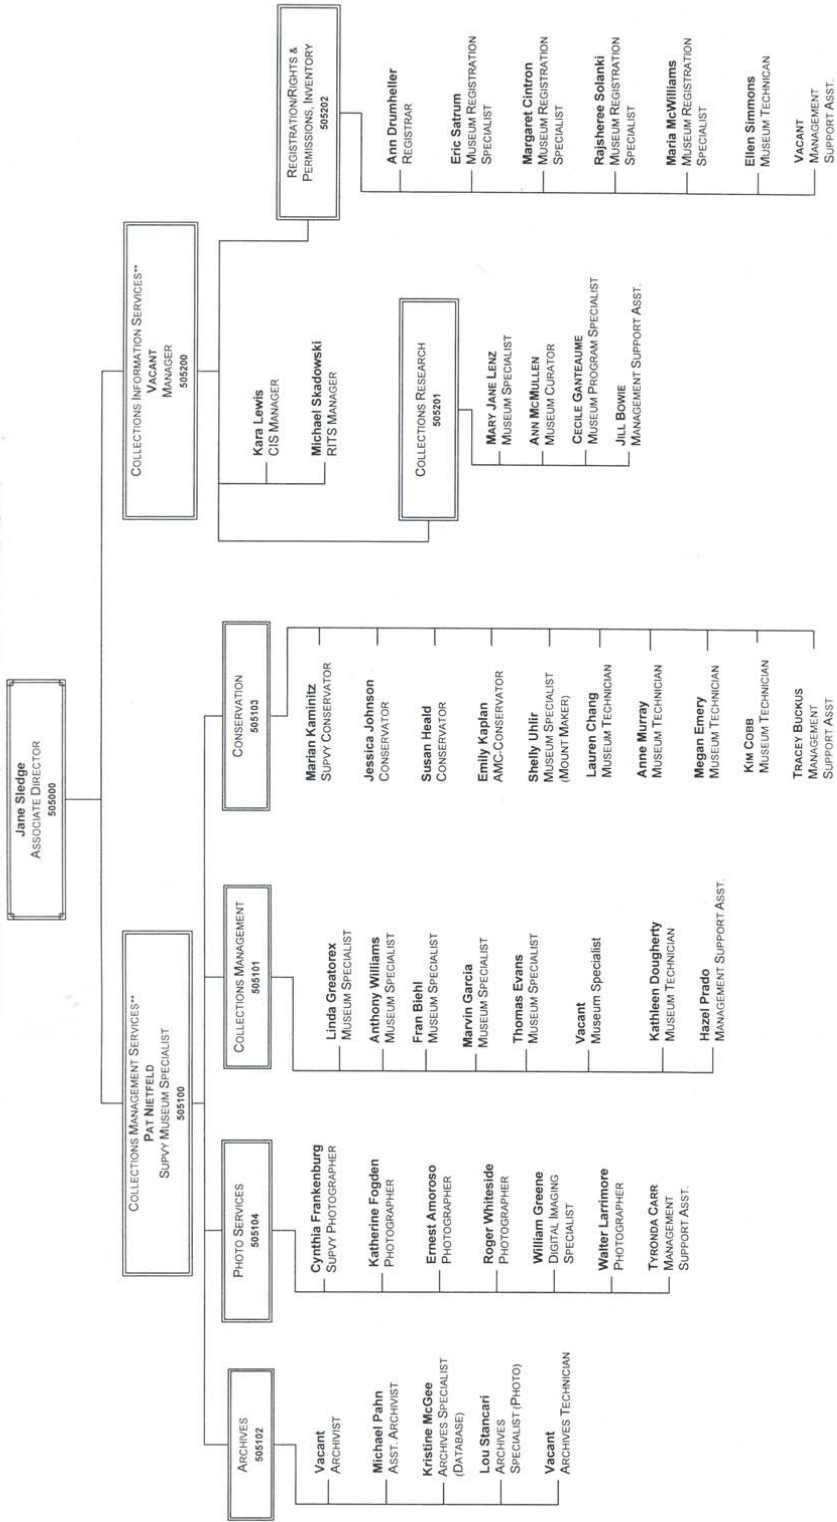 Jane Sledge
ASSOCIATE DIRECTOR
505000
COLLECTIONS MANAGEMENT SERVICES**
PAT NIETFELD
SUPVY MUSEUM SPECIALIST
505100
COLLECTIONS INFORMATION SERVICES**
VACANT
MANAGER
505200
ARCHIVES
505102
Vacant
ARCHIVIST
Michael Pahn
ASST. ARCHIVIST
Kristine McGee
ARCHIVES SPECIALIST
(DATABASE)
Lou Stancari
ARCHIVES
SPECIALIST (PHOTO)
Vacant
ARCHIVES TECHNICIAN
PHOTO SERVICES
505104
Cynthia Frankenburg
SUPVY PHOTOGRAPHER
Katherine Fogden
PHOTOGRAPHER
Ernest Amoroso
PHOTOGRAPHER
Roger Whiteside
PHOTOGRAPHER
William Greene
DIGITAL IMAGING
SPECIALIST
Walter Larrimore
PHOTOGRAPHER
TYRONDA CARR
MANAGEMENT
SUPPORT ASST.
COLLECTIONS MANAGEMENT
505101
Linda Greatorex
MUSEUM SPECIALIST
Anthony Williams
MUSEUM SPECIALIST
Fran Biehl
MUSEUM SPECIALIST
Marvin Garcia
MUSEUM SPECIALIST
Thomas Evans
MUSEUM SPECIALIST
Vacant
Museum Specialist
Kathleen Dougherty
MUSEUM TECHNICIAN
Hazel Prado
MANAGEMENT SUPPORT ASST.
CONSERVATION
505103
Marian Kaminitz
SUPVY CONSERVATOR
Jessica Johnson
CONSERVATOR
Susan Heald
CONSERVATOR
Emily Kaplan
AMC-CONSERVATOR
Shelly Uhlir
MUSEUM SPECIALIST
(MOUNT MAKER)
Lauren Chang
MUSEUM TECHNICIAN
Anne Murray
MUSEUM TECHNICIAN
Megan Emery
MUSEUM TECHNICIAN
KIM COBB
MUSEUM TECHNICIAN
TRACEY BUCKUS
MANAGEMENT
SUPPORT ASST
Kara Lewis
CIS MANAGER
Michael Skadowski
RITS MANAGER
COLLECTIONS RESEARCH
505201
MARY JANE LENZ
MUSEUM SPECIALIST
ANN MCMULLEN
MUSEUM CURATOR
CECILE GANTEAUME
MUSEUM PROGRAM SPECIALIST
JILL BOWIE
MANAGEMENT SUPPORT ASST.
REGISTRATION/RIGHTS &
PERMISSIONS, INVENTORY
505202
Ann Drumheller
REGISTRAR
Eric Satrum
MUSEUM REGISTRATION
SPECIALIST
Margaret Cintron
MUSEUM REGISTRATION
SPECIALIST
Rajsheree Solanki
MUSEUM REGISTRATION
SPECIALIST
Maria McWilliams
MUSEUM REGISTRATION
SPECIALIST
Ellen Simmons
MUSEUM TECHNICAN
VACANT
MANAGEMENT
SUPPORT ASST.